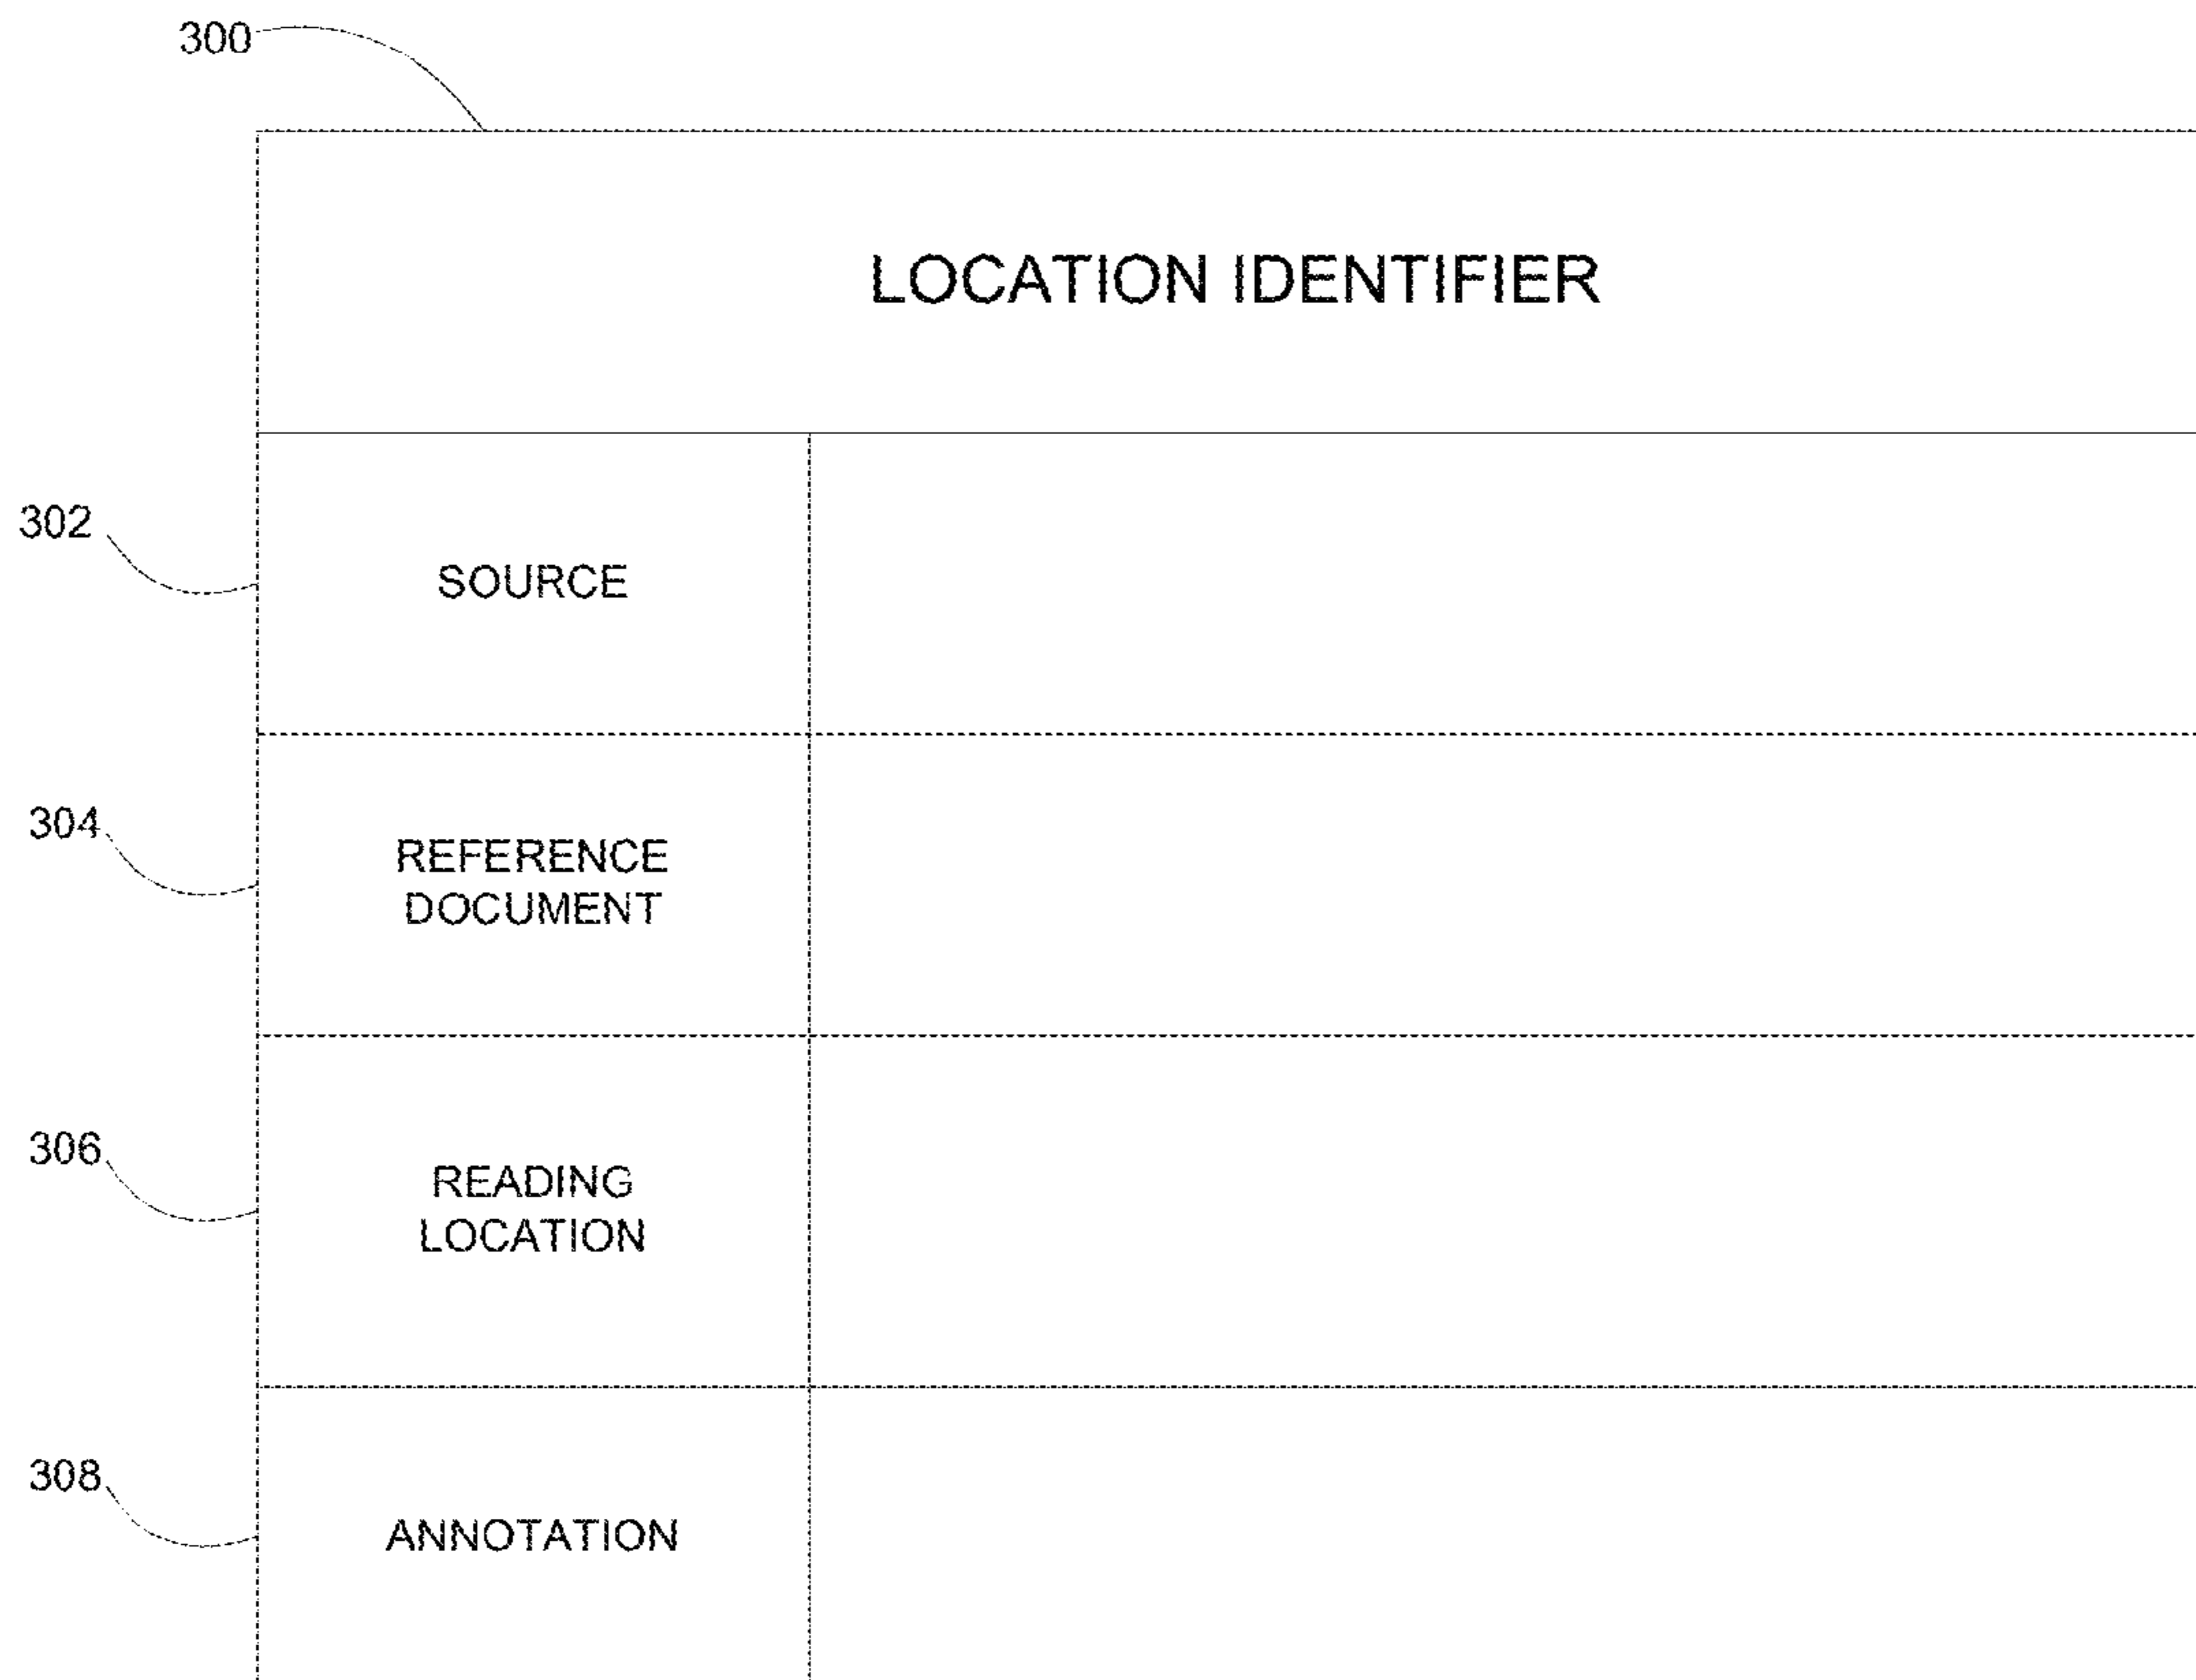 300
LOCATION IDENTIFIER
302
SOURCE
304
REFERENCE
DOCUMENT
306
READING
LOCATION
308
ANNOTATION